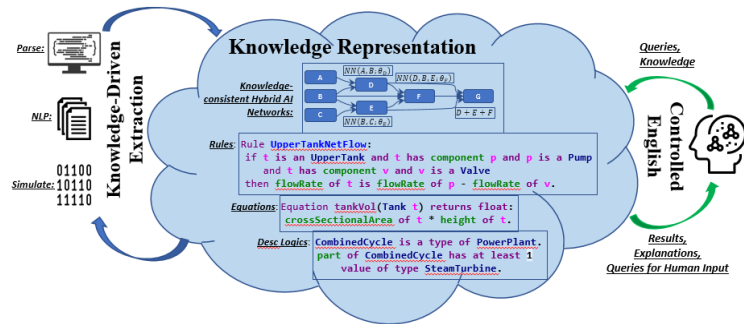 Parse:
NLP:
Simulate:
01100
10110
11110
Knowledge-Driven
Extraction
Knowledge Representation
Knowledge-
consistent Hybrid AI
Networks:
A
B
C
D
E
F
G
NN(A,B;θ_D)
NN(D,B,E;θ_F)
NN(B,C;θ_E)
D + E + F
Rules:
Rule UpperTankNetFlow:
if t is an UpperTank and t has component p and p is a Pump
and t has component v and v is a Valve
then flowRate of t is flowRate of p - flowRate of v.
Equations:
Equation tankVol(Tank t) returns float:
crossSectionalArea of t * height of t.
Desc Logics:
CombinedCycle is a type of PowerPlant.
part of CombinedCycle has at least 1
value of type SteamTurbine.
Queries,
Knowledge
Controlled
English
Results,
Explanations,
Queries for Human Input